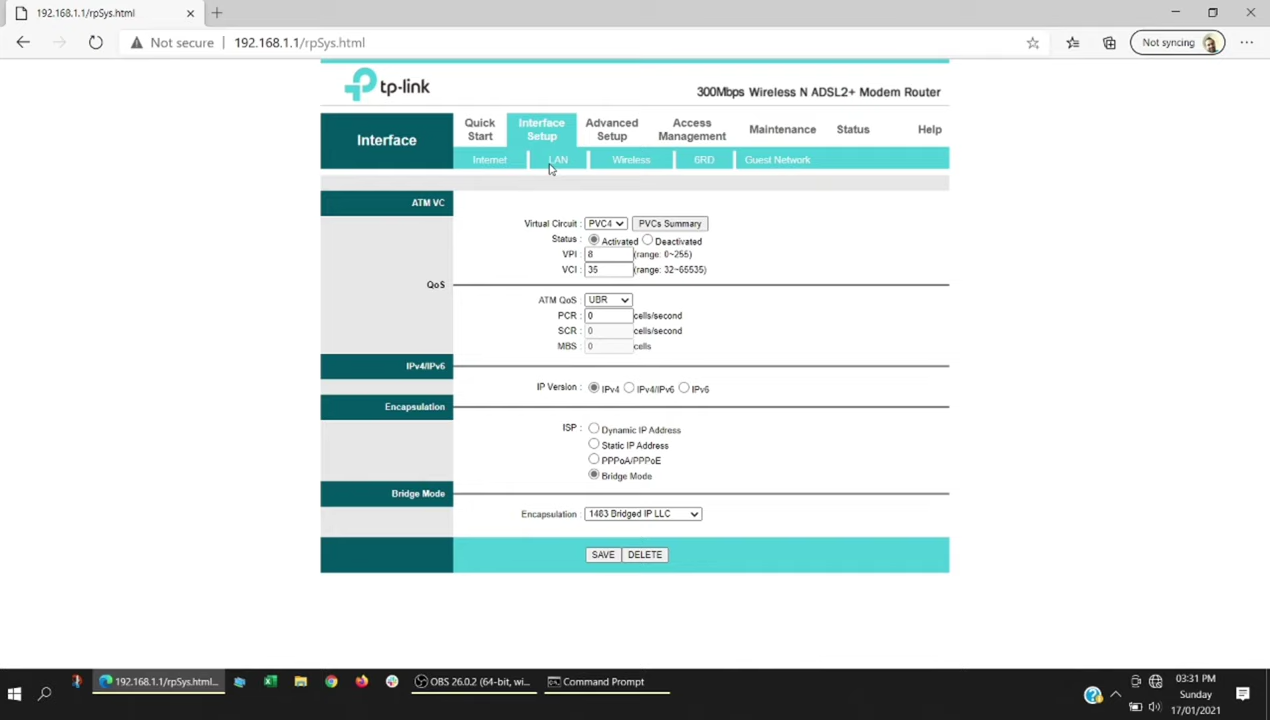 192.168.1.1/rpSys.html
Not secure
192.168.1.1/rpSys.html
Not syncing
tp-link
300Mbps Wireless N ADSL2+ Modem Router
Interface
Quick Start
Interface Setup
Advanced Setup
Access Management
Maintenance
Status
Help
Internet
LAN
Wireless
6RD
Guest Network
ATM VC
Virtual Circuit : PVC4 PVCs Summary
Status : Activated Deactivated
VPI : 8 (range: 0~255)
VCI : 35 (range: 32~65535)
QoS
ATM QoS : UBR
PCR : 0 cells/second
SCR : 0 cells/second
MBS : 0 cells
IPv4/IPv6
IP Version : IPv4 IPv4/IPv6 IPv6
Encapsulation
ISP : Dynamic IP Address
Static IP Address
PPPoA/PPPoE
Bridge Mode
Bridge Mode
Encapsulation : 1483 Bridged IP LLC
SAVE DELETE
192.168.1.1/rpSys.html...
OBS 26.0.2 (64-bit, wi...
Command Prompt
03:31 PM
Sunday
17/01/2021